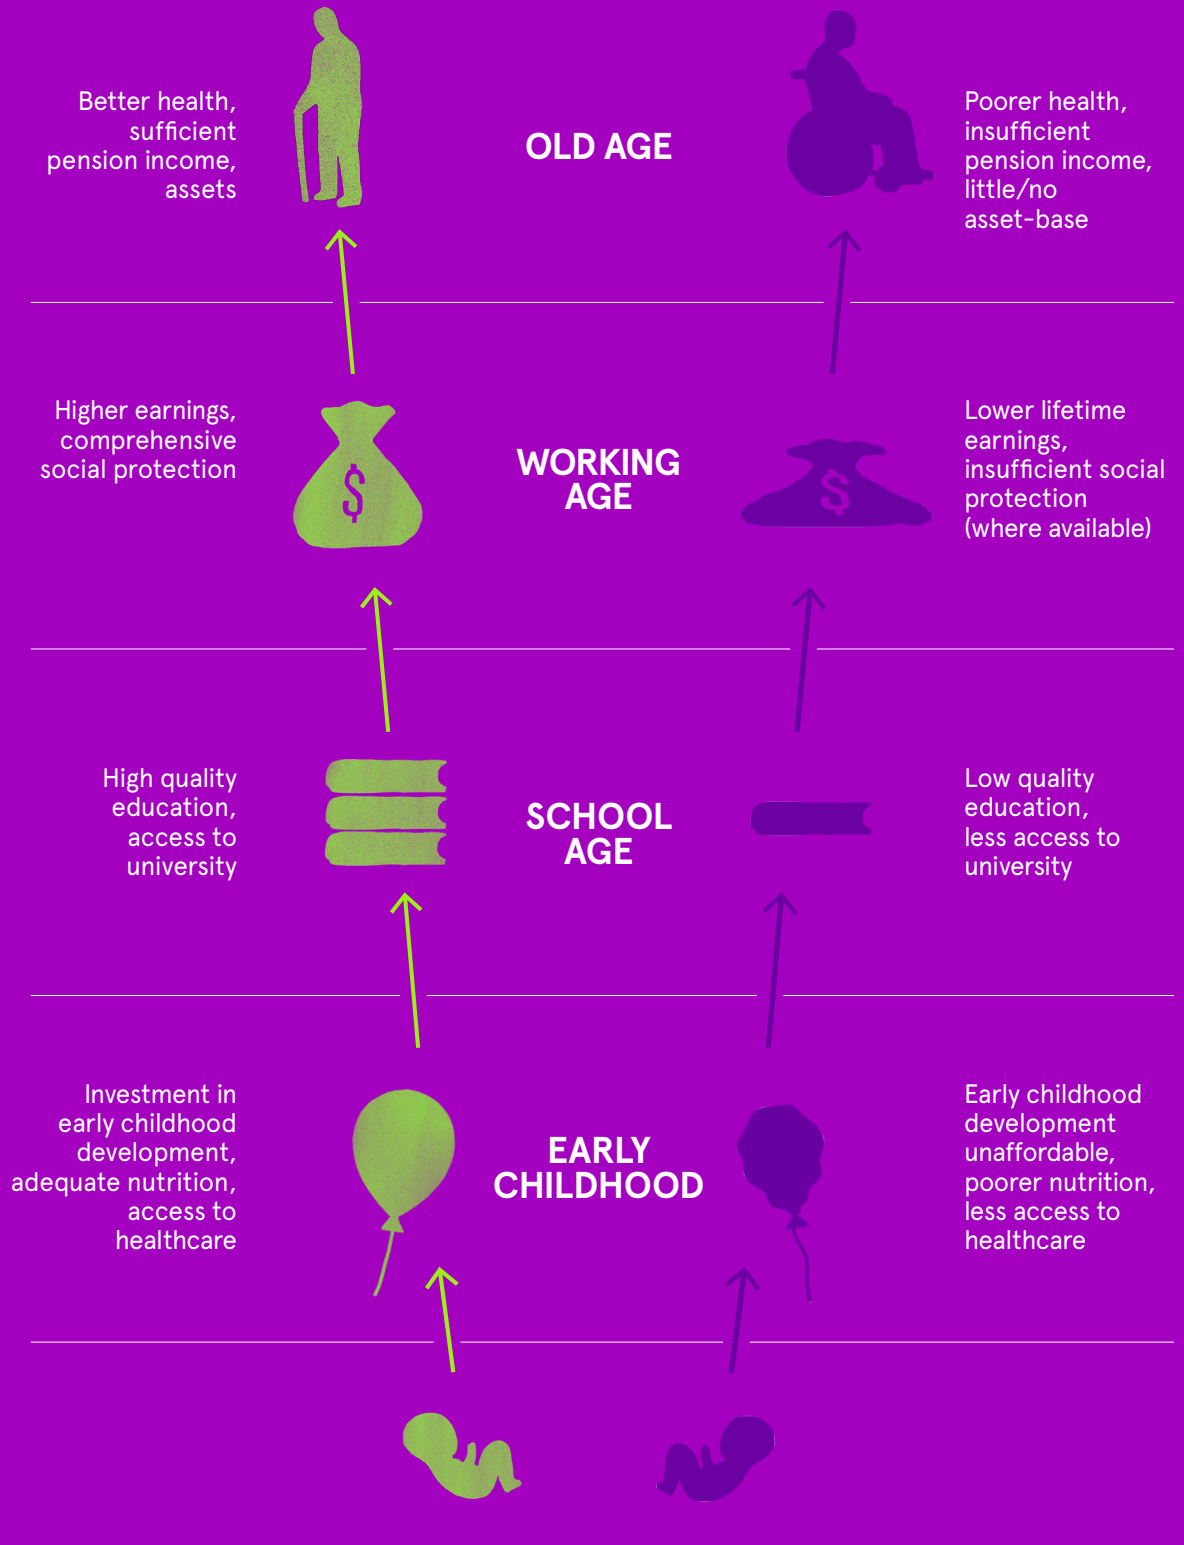 Better health,
sufficient
pension income,
assets
OLD AGE
Poorer health,
insufficient
pension income,
little/no
asset-base
Higher earnings,
comprehensive
social protection
$
WORKING
AGE
$
Lower lifetime
earnings,
insufficient social
protection
(where available)
High quality
education,
access to
university
SCHOOL
AGE
Low quality
education,
less access to
university
Investment in
early childhood
development,
adequate nutrition,
access to
healthcare
EARLY
CHILDHOOD
Early childhood
development
unaffordable,
poorer nutrition,
less access to
healthcare